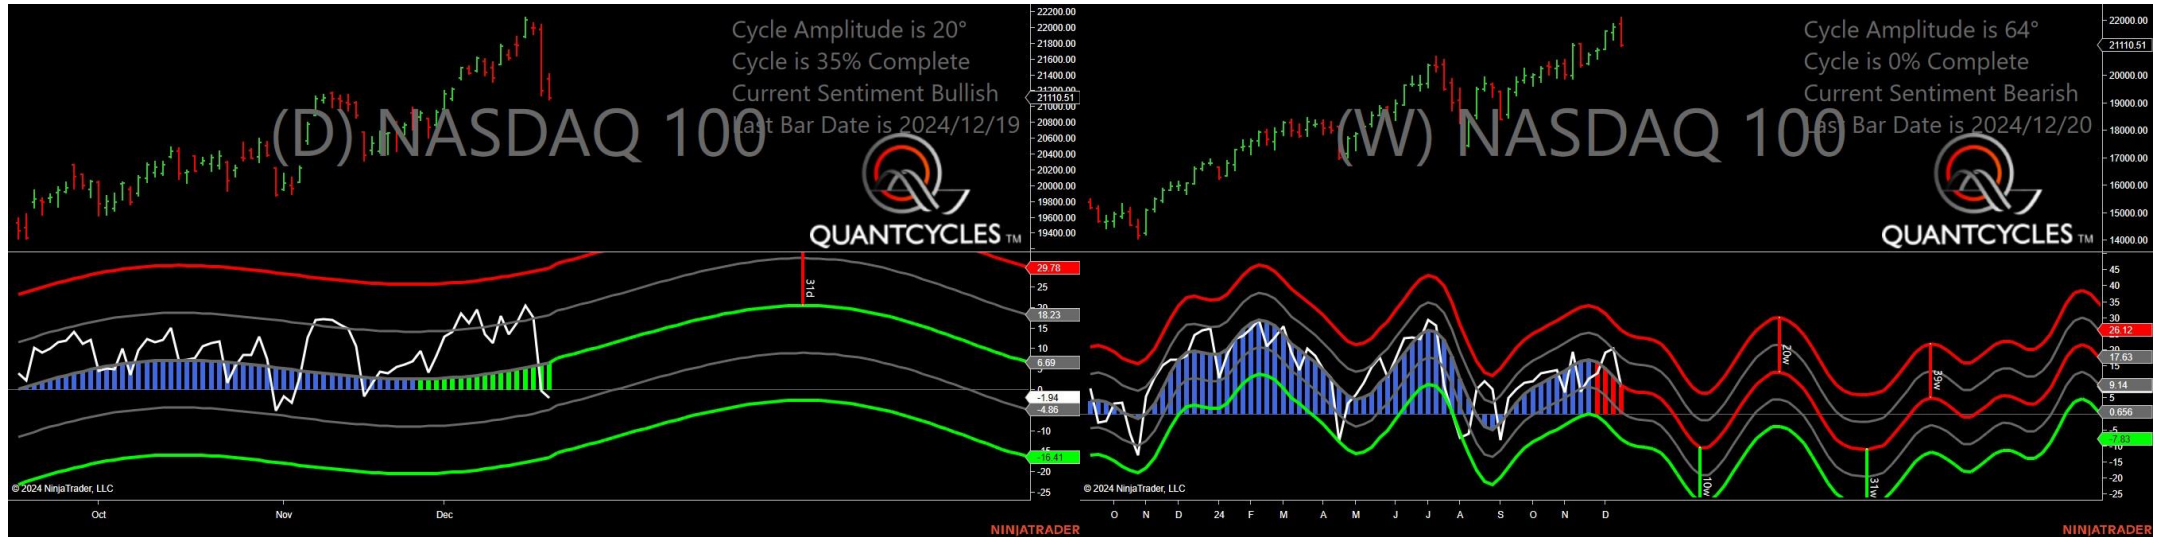 Cycle Amplitude is 20°
Cycle is 35% Complete
Current Sentiment Bullish
Last Bar Date is 2024/12/19
(D) NASDAQ 100
QUANTCYCLES TM
22200.00
22000.00
21800.00
21600.00
21400.00
21200.00
21110.51
21000.00
20800.00
20600.00
20400.00
20200.00
20000.00
19800.00
19600.00
19400.00
31d
29.78
25
20
18.23
15
10
6.69
5
0
-1.94
-4.86
-10
-15
-16.41
-20
-25
© 2024 NinjaTrader, LLC
Oct Nov Dec
NINJATRADER
Cycle Amplitude is 64°
Cycle is 0% Complete
Current Sentiment Bearish
Last Bar Date is 2024/12/20
(W) NASDAQ 100
QUANTCYCLES TM
22000.00
21110.51
20000.00
19000.00
18000.00
17000.00
16000.00
15000.00
14000.00
20w
39w
10w
31w
45
40
35
30
26.12
20
17.63
15
9.14
5
0.656
-5
-7.83
-10
-15
-20
-25
© 2024 NinjaTrader, LLC
O N D 24 F M A M J J A S O N D
NINJATRADER